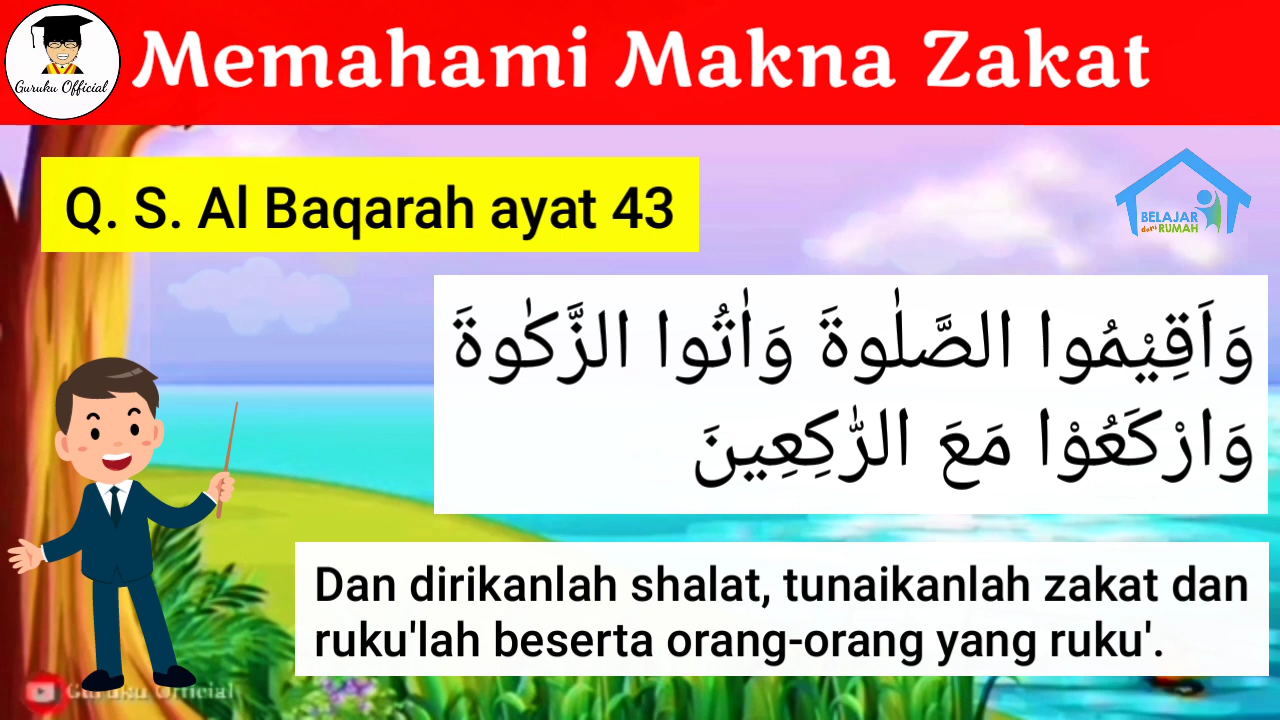 Guruku Official
Memahami Makna Zakat
Q. S. Al Baqarah ayat 43
BELAJAR
dari RUMAH
وَاَقِيْمُوا الصَّلٰوةَ وَاٰتُوا الزَّكٰوةَ
وَارْكَعُوْا مَعَ الرّٰكِعِينَ
Dan dirikanlah shalat, tunaikanlah zakat dan
ruku'lah beserta orang-orang yang ruku'.
Guruku Official